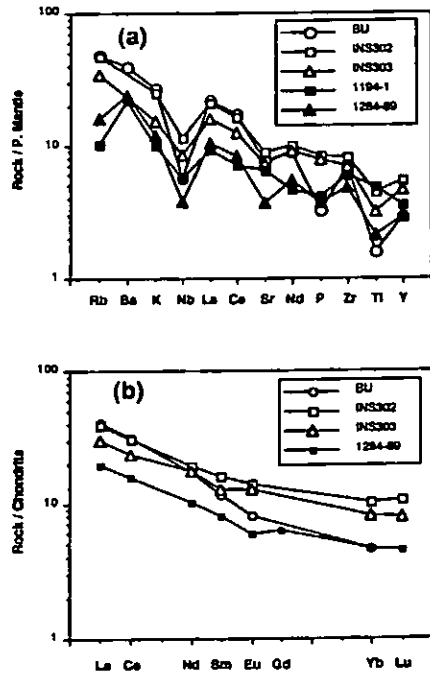 100
(a)
BU
INS302
INS303
1194-1
1284-89
Rock / P. Mantle
10
1
Rb Ba K Nb La Ce Sr Nd P Zr Ti Y
100
(b)
BU
INS302
INS303
1284-89
Rock / Chondrite
10
1
La Ce Nd Sm Eu Gd Yb Lu